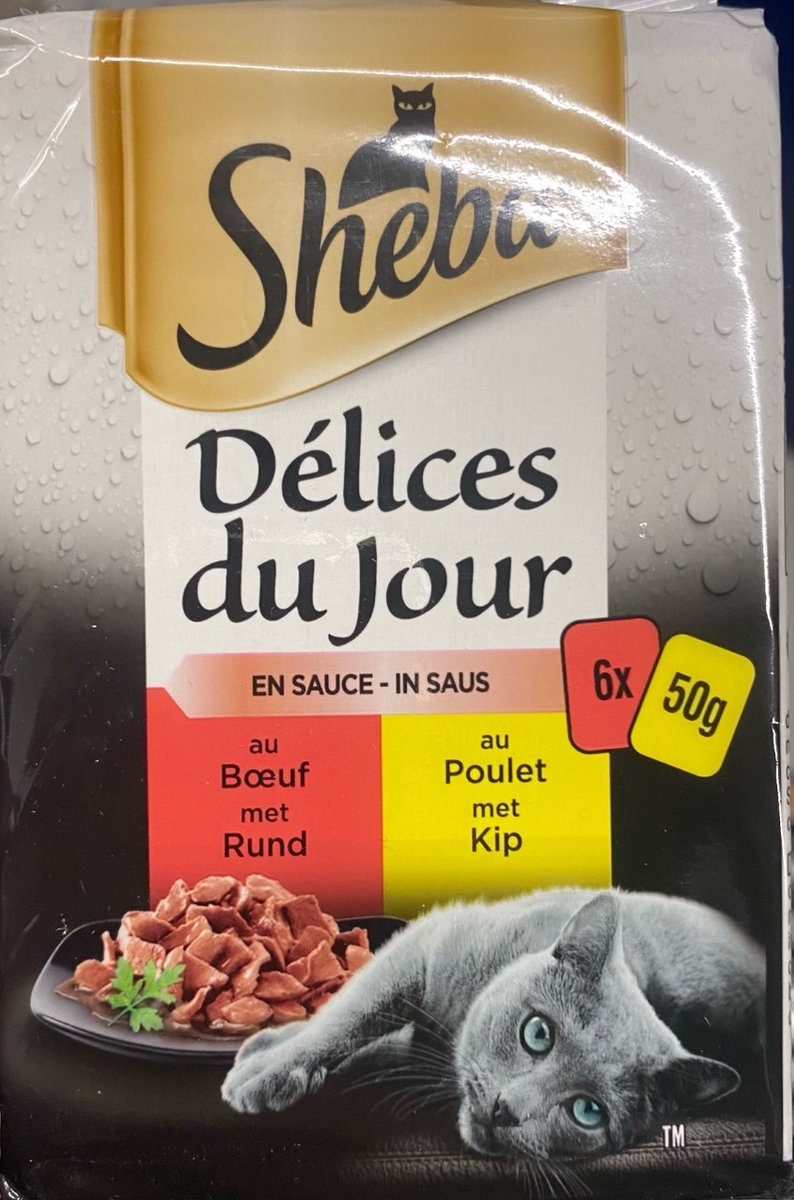 Sheba
Délices
du Jour
EN SAUCE - IN SAUS
6x
50g
au
Bœuf
met
Rund
au
Poulet
met
Kip
TM